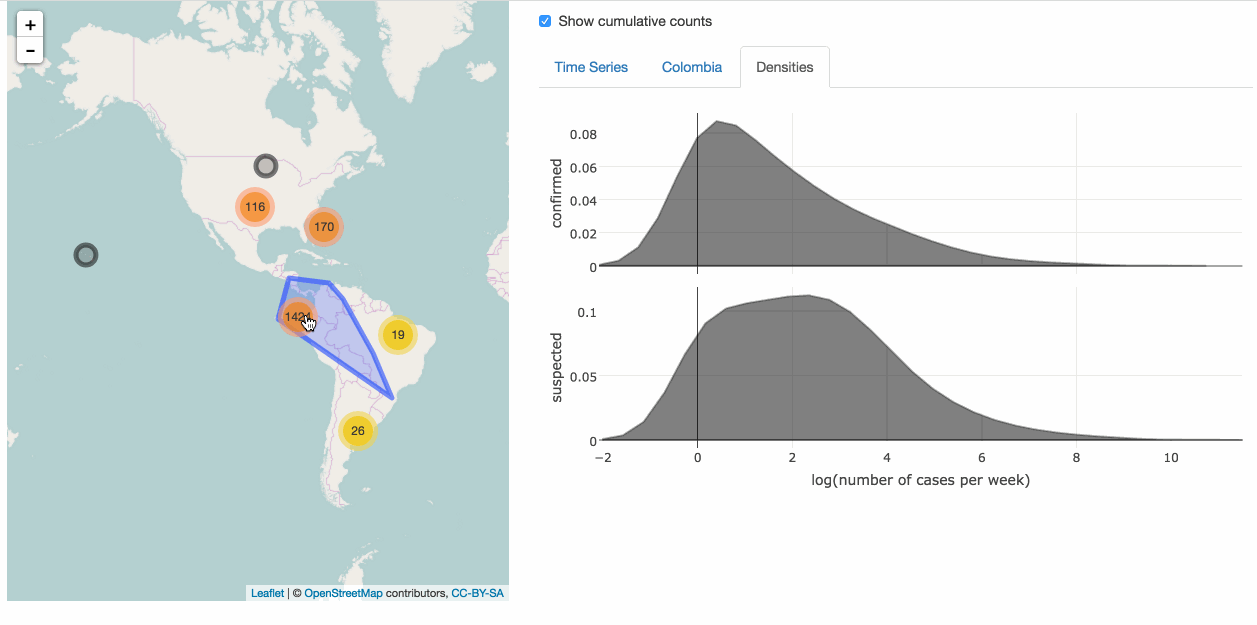 +
−
116
170
1424
19
26
Leaflet | © OpenStreetMap contributors, CC-BY-SA
Show cumulative counts
Time Series Colombia Densities
confirmed
0.08
0.06
0.04
0.02
0
suspected
0.1
0.05
0
−2 0 2 4 6 8 10
log(number of cases per week)